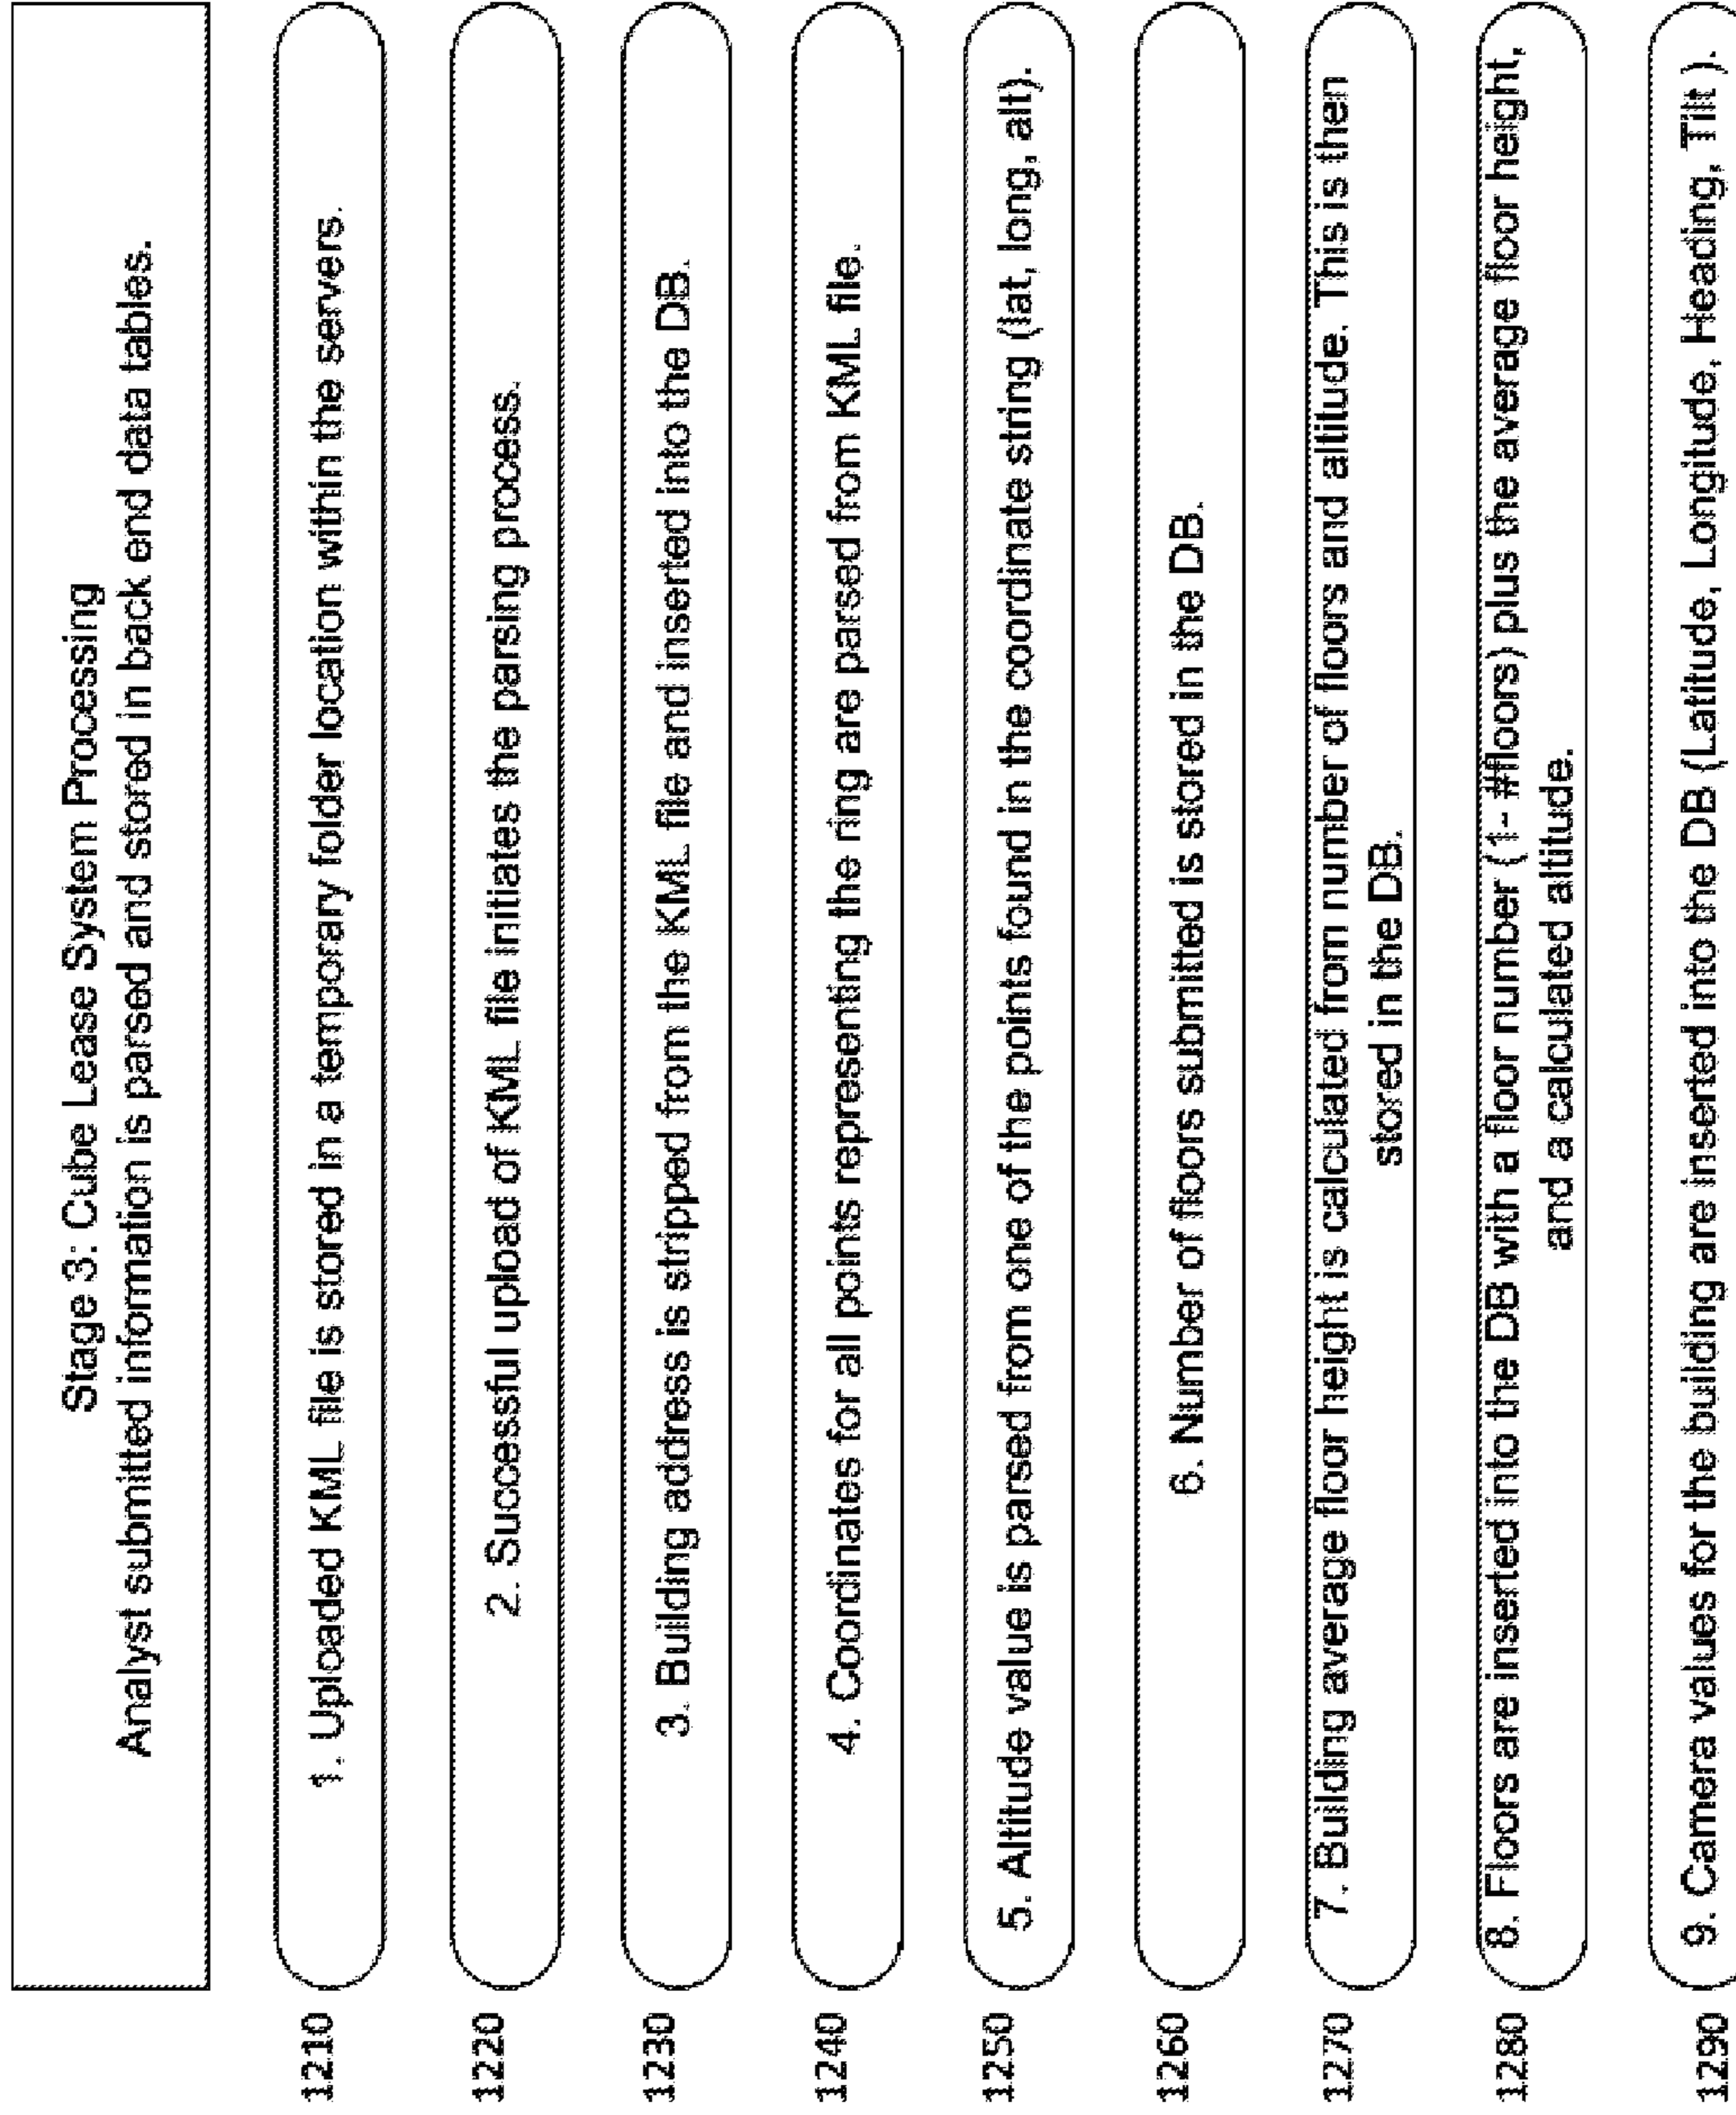 Stage 3: Cube Lease System Processing
Analyst submitted information is parsed and stored in back end data tables.
1210
1. Uploaded KML file is stored in a temporary folder location within the servers.
1220
2. Successful upload of KML file initiates the parsing process.
1230
3. Building address is stripped from the KML file and inserted into the DB.
1240
4. Coordinates for all points representing the ring are parsed from KML file.
1250
5. Altitude value is parsed from one of the points found in the coordinate string (lat, long, alt).
1260
6. Number of floors submitted is stored in the DB.
1270
7. Building average floor height is calculated from number of floors and altitude. This is then
stored in the DB.
1280
8. Floors are inserted into the DB with a floor number (1- #floors) plus the average floor height,
and a calculated altitude.
1290
9. Camera values for the building are inserted into the DB (Latitude, Longitude, Heading, Tilt ).